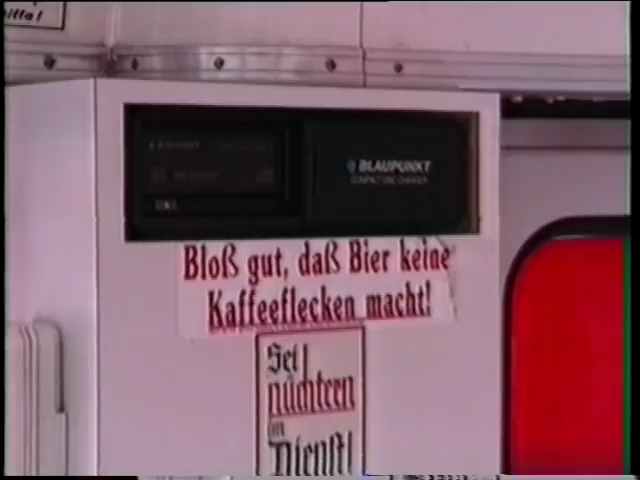 BLAUPUNKT
COMPACT DISC CHANGER
Bloß gut, daß Bier keine
Kaffeeflecken macht!
Sei
nüchtern
im
Dienst!